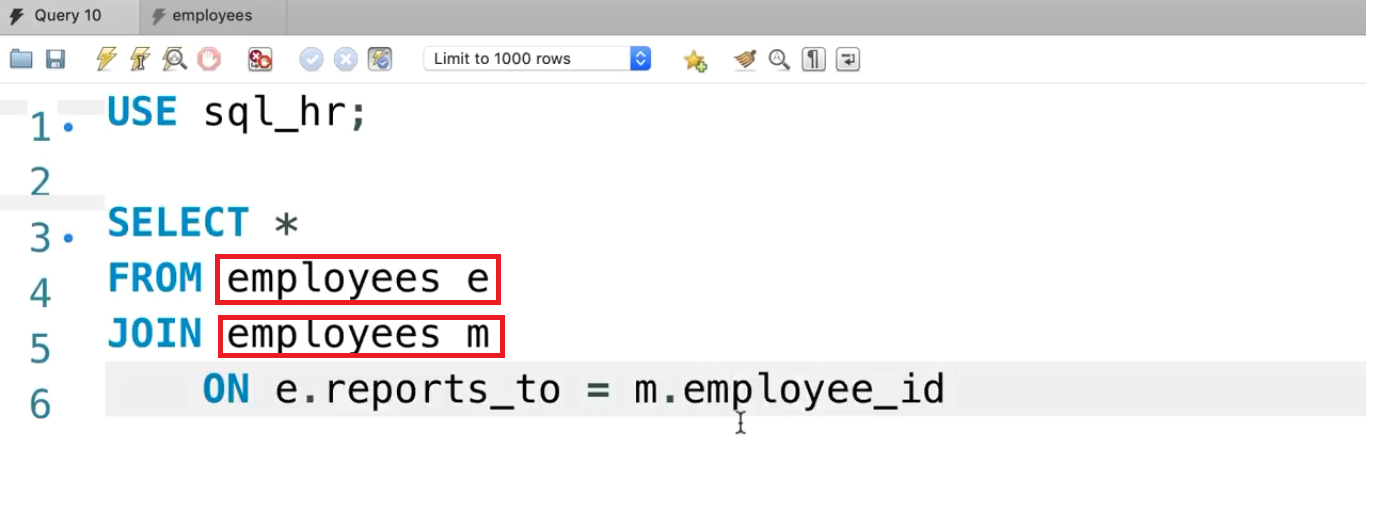 Query 10 employees
Limit to 1000 rows
1 USE sql_hr;
2
3 SELECT *
4 FROM employees e
5 JOIN employees m
6 ON e.reports_to = m.employee_id